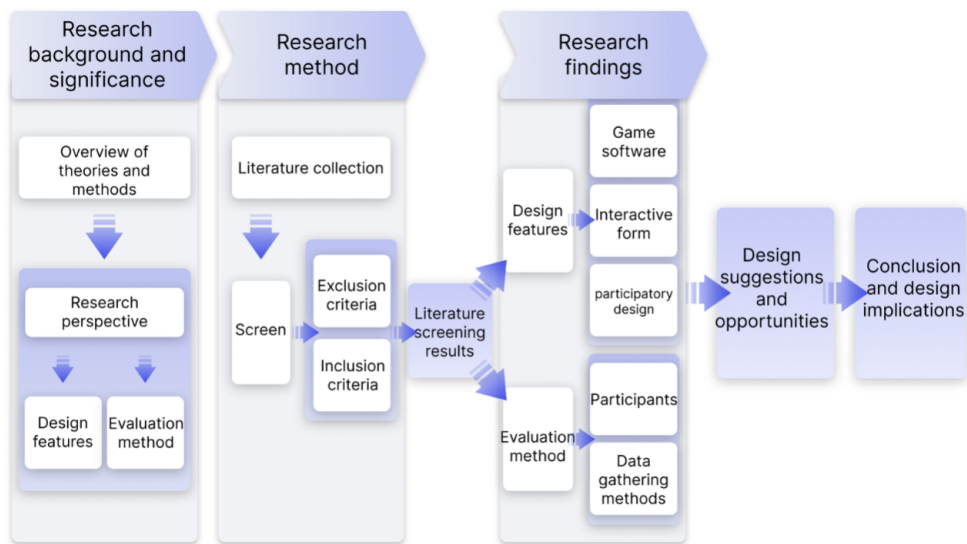 Research
background and
significance
Overview of
theories and
methods
Research
perspective
Design
features
Evaluation
method
Research
method
Literature collection
Screen
Exclusion
criteria
Inclusion
criteria
Literature
screening
results
Research
findings
Design
features
Game
software
Interactive
form
participatory
design
Evaluation
method
Participants
Data
gathering
methods
Design
suggestions
and
opportunities
Conclusion
and design
implications